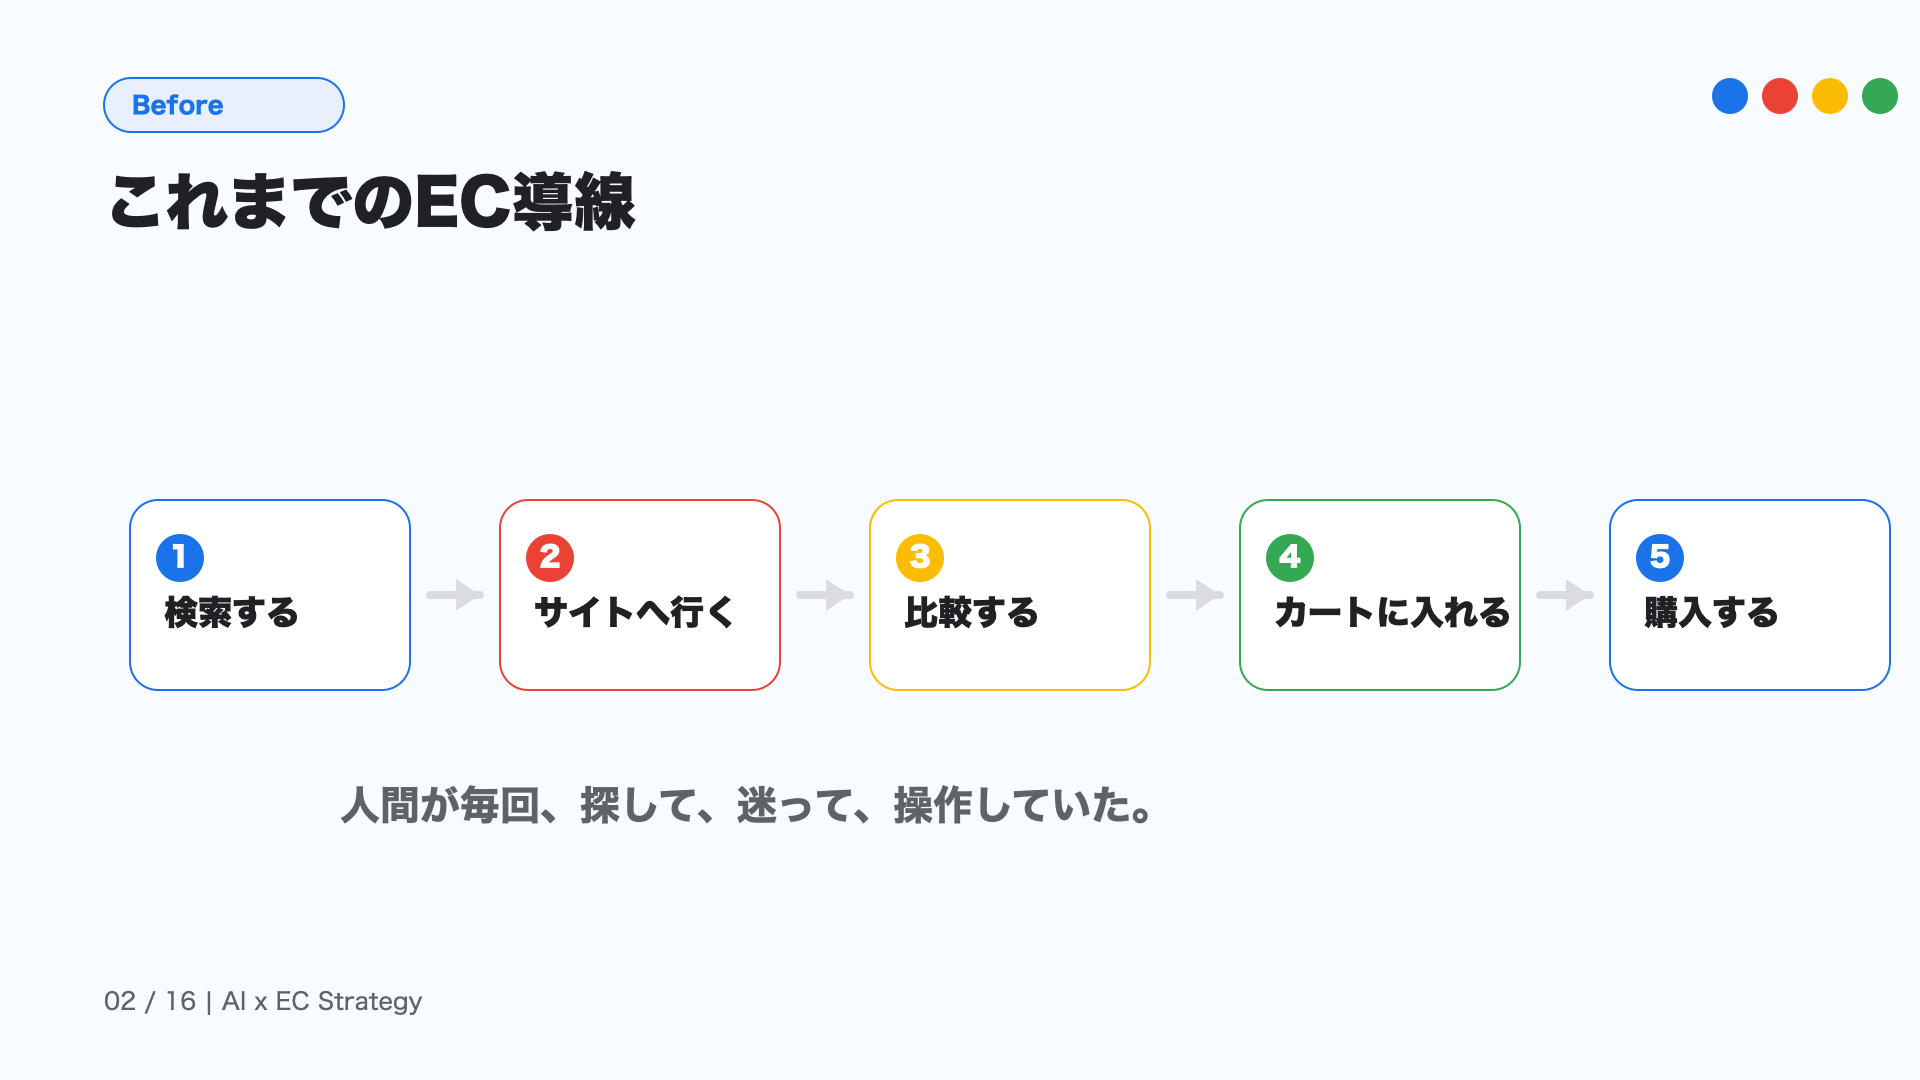 Before
これまでのEC導線
1
検索する
2
サイトへ行く
3
比較する
4
カートに入れる
5
購入する
人間が毎回、探して、迷って、操作していた。
02 / 16 | AI x EC Strategy